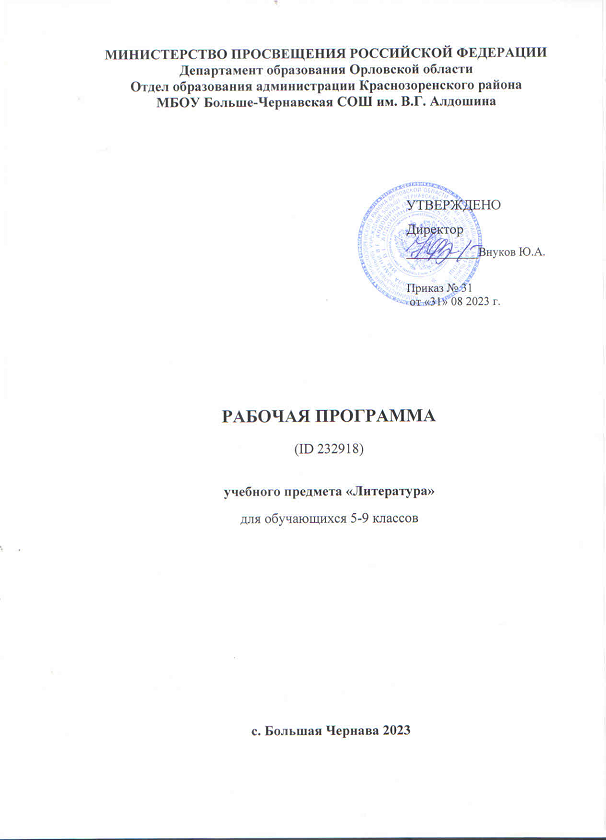 МИНИСТЕРСТВО ПРОСВЕЩЕНИЯ РОССИЙСКОЙ ФЕДЕРАЦИИ
Департамент образования Орловской области
Отдел образования администрации Краснозоренского района
МБОУ Больше-Чернавская СОШ им. В.Г. Алдошина
УТВЕРЖДЕНО
Директор
Внуков Ю.А.
Приказ № 31
от «31» 08 2023 г.
РАБОЧАЯ ПРОГРАММА
(ID 232918)
учебного предмета «Литература»
для обучающихся 5-9 классов
с. Большая Чернава 2023